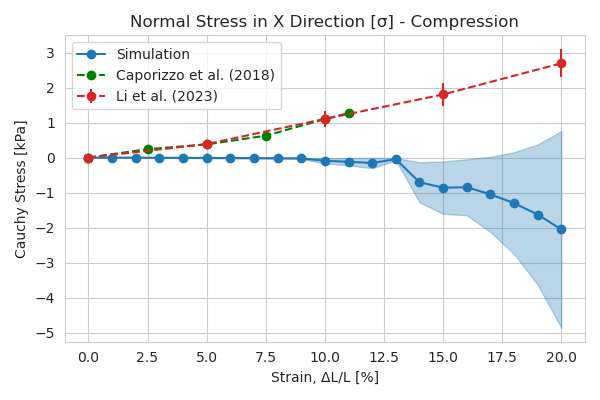 Normal Stress in X Direction [σ] - Compression
Simulation
Caporizzo et al. (2018)
Li et al. (2023)
Cauchy Stress [kPa]
3
2
1
0
−1
−2
−3
−4
−5
0.0 2.5 5.0 7.5 10.0 12.5 15.0 17.5 20.0
Strain, ΔL/L [%]